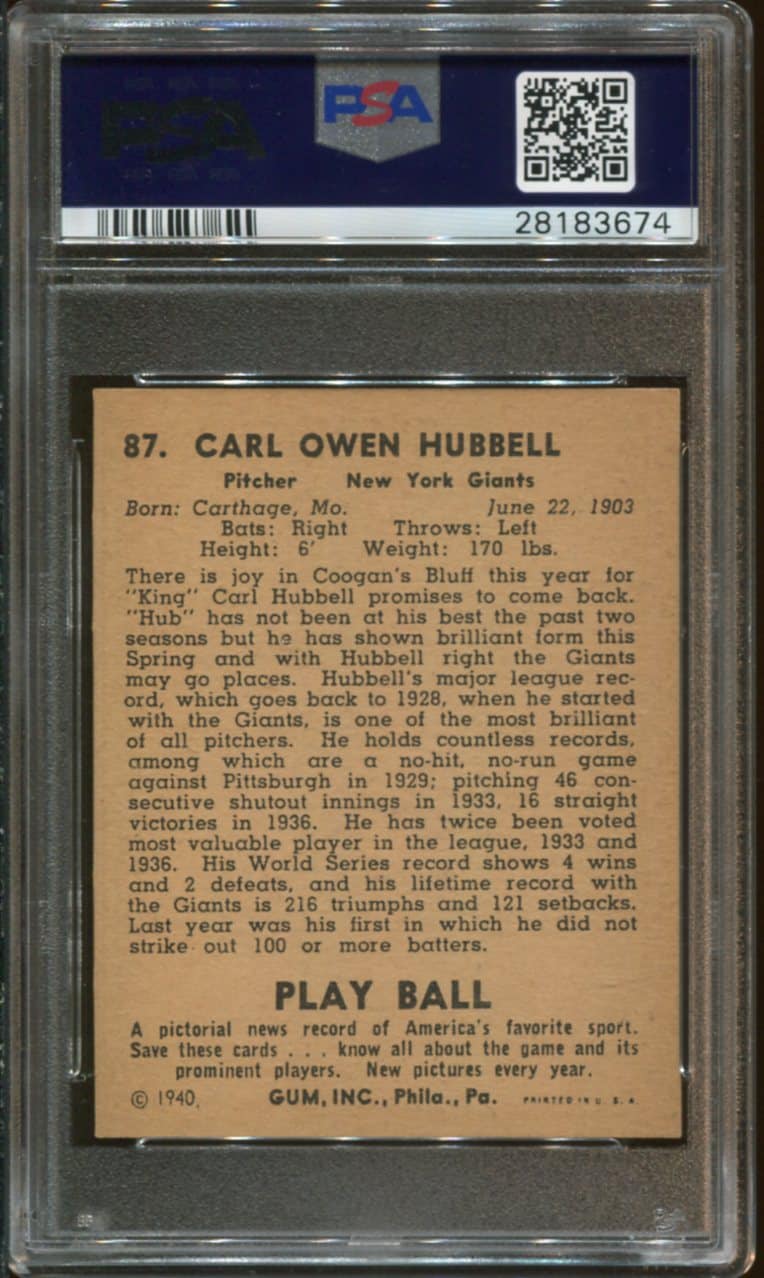 PSA
28183674
87. CARL OWEN HUBBELL
Pitcher New York Giants
Born: Carthage, Mo. June 22, 1903
Bats: Right Throws: Left
Height: 6' Weight: 170 lbs.
There is joy in Coogan's Bluff this year for
"King" Carl Hubbell promises to come back.
"Hub" has not been at his best the past two
seasons but he has shown brilliant form this
Spring and with Hubbell right the Giants
may go places. Hubbell's major league rec-
ord, which goes back to 1928, when he started
with the Giants, is one of the most brilliant
of all pitchers. He holds countless records,
among which are a no-hit, no-run game
against Pittsburgh in 1929; pitching 46 con-
secutive shutout innings in 1933, 16 straight
victories in 1936. He has twice been voted
most valuable player in the league, 1933 and
1936. His World Series record shows 4 wins
and 2 defeats, and his lifetime record with
the Giants is 216 triumphs and 121 setbacks.
Last year was his first in which he did not
strike out 100 or more batters.
PLAY BALL
A pictorial news record of America's favorite sport.
Save these cards . . . know all about the game and its
prominent players. New pictures every year.
© 1940, GUM, INC., Phila., Pa. PRINTED IN U. S. A.